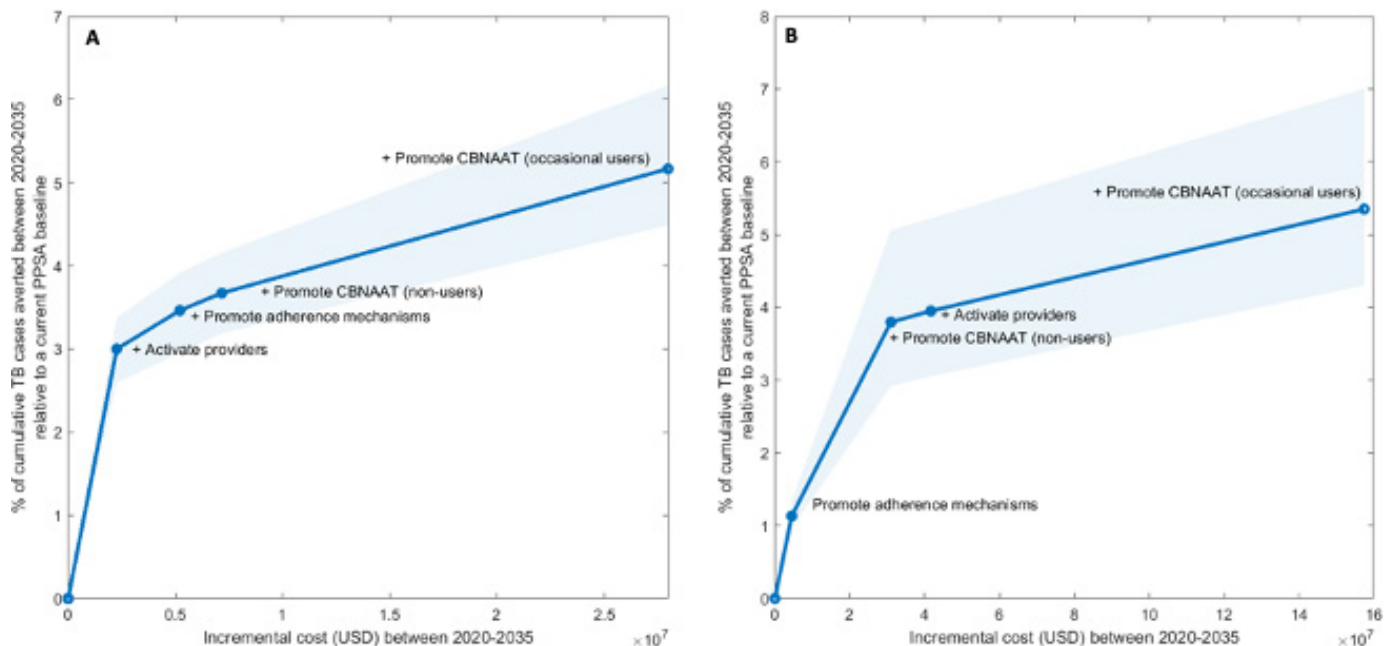 A
% of cumulative TB cases averted between 2020-2035
relative to a current PPSA baseline
7
6
5
4
3
2
1
0
+ Promote CBNAAT (occasional users)
+ Promote CBNAAT (non-users)
+ Promote adherence mechanisms
+ Activate providers
0 0.5 1 1.5 2 2.5
×10⁷
Incremental cost (USD) between 2020-2035
B
% of cumulative TB cases averted between 2020-2035
relative to a current PPSA baseline
8
7
6
5
4
3
2
1
0
+ Promote CBNAAT (occasional users)
+ Activate providers
+ Promote CBNAAT (non-users)
Promote adherence mechanisms
0 2 4 6 8 10 12 14 16
×10⁷
Incremental cost (USD) between 2020-2035